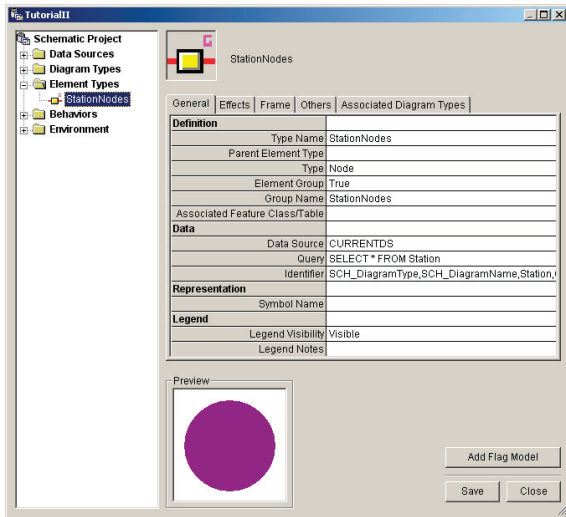 TutorialII
Schematic Project
Data Sources
Diagram Types
Element Types
StationNodes
Behaviors
Environment
G
StationNodes
General Effects Frame Others Associated Diagram Types
Definition
Type Name StationNodes
Parent Element Type
Type Node
Element Group True
Group Name StationNodes
Associated Feature Class/Table
Data
Data Source CURRENTDS
Query SELECT * FROM Station
Identifier SCH_DiagramType,SCH_DiagramName,Station,
Representation
Symbol Name
Legend
Legend Visibility Visible
Legend Notes
Preview
Add Flag Model
Save Close